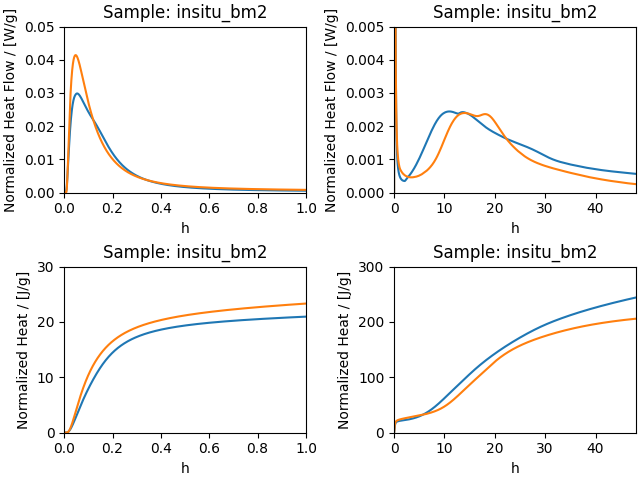 Sample: insitu_bm2
Normalized Heat Flow / [W/g]
0.05
0.04
0.03
0.02
0.01
0.00
0.0 0.2 0.4 0.6 0.8 1.0
h
Sample: insitu_bm2
Normalized Heat Flow / [W/g]
0.005
0.004
0.003
0.002
0.001
0.000
0 10 20 30 40
h
Sample: insitu_bm2
Normalized Heat / [J/g]
30
20
10
0
0.0 0.2 0.4 0.6 0.8 1.0
h
Sample: insitu_bm2
Normalized Heat / [J/g]
300
200
100
0
0 10 20 30 40
h